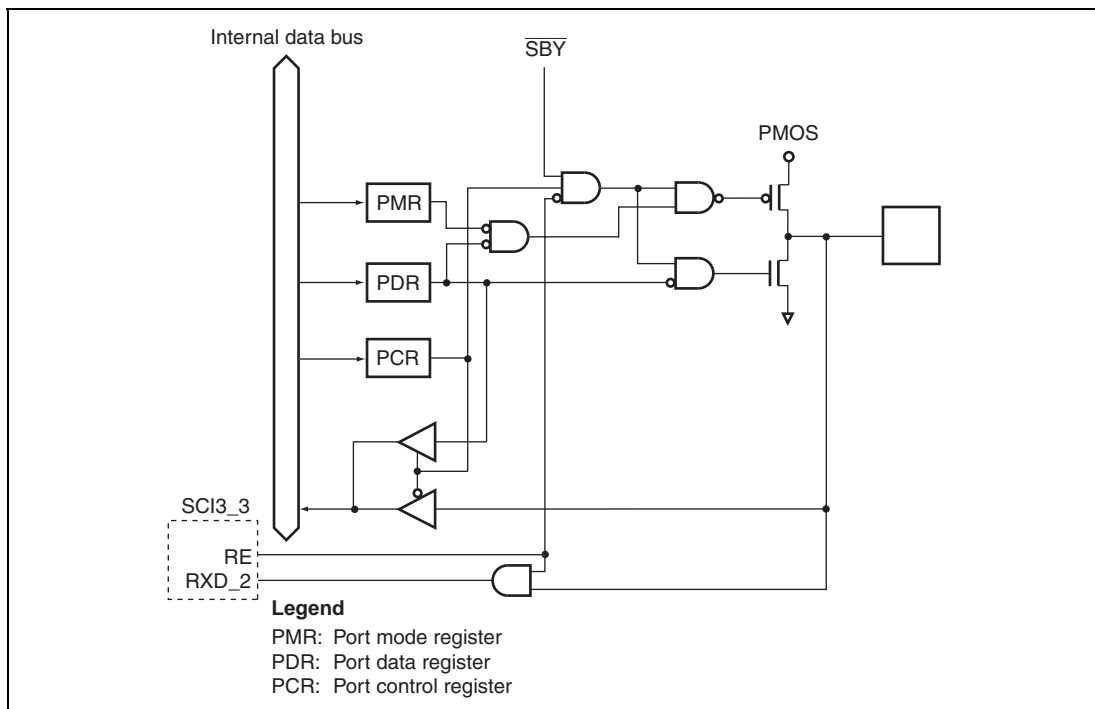 Internal data bus
SBY
PMOS
PMR
PDR
PCR
SCI3_3
RE
RXD_2
Legend
PMR: Port mode register
PDR: Port data register
PCR: Port control register